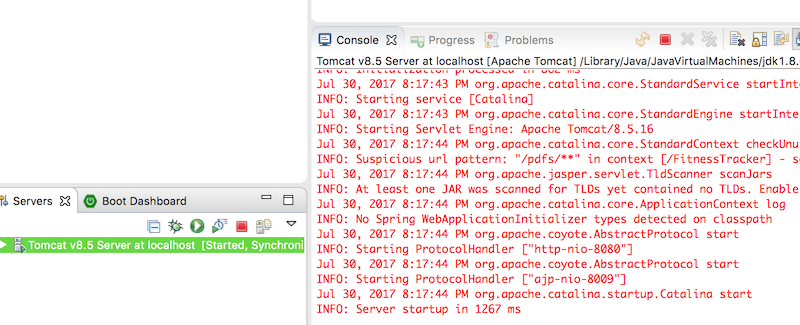 Console
Progress
Problems
Tomcat v8.5 Server at localhost [Apache Tomcat] /Library/Java/JavaVirtualMachines/jdk1.8.
INFO: Initialization processed in 662 ms
Jul 30, 2017 8:17:43 PM org.apache.catalina.core.StandardService startInte
INFO: Starting service [Catalina]
Jul 30, 2017 8:17:43 PM org.apache.catalina.core.StandardEngine startInter
INFO: Starting Servlet Engine: Apache Tomcat/8.5.16
Jul 30, 2017 8:17:44 PM org.apache.catalina.core.StandardContext checkUnus
INFO: Suspicious url pattern: "/pdfs/**" in context [/FitnessTracker] - se
Jul 30, 2017 8:17:44 PM org.apache.jasper.servlet.TldScanner scanJars
INFO: At least one JAR was scanned for TLDs yet contained no TLDs. Enable
Jul 30, 2017 8:17:44 PM org.apache.catalina.core.ApplicationContext log
INFO: No Spring WebApplicationInitializer types detected on classpath
Jul 30, 2017 8:17:44 PM org.apache.coyote.AbstractProtocol start
INFO: Starting ProtocolHandler ["http-nio-8080"]
Jul 30, 2017 8:17:44 PM org.apache.coyote.AbstractProtocol start
INFO: Starting ProtocolHandler ["ajp-nio-8009"]
Jul 30, 2017 8:17:44 PM org.apache.catalina.startup.Catalina start
INFO: Server startup in 1267 ms
Servers
Boot Dashboard
Tomcat v8.5 Server at localhost [Started, Synchroni